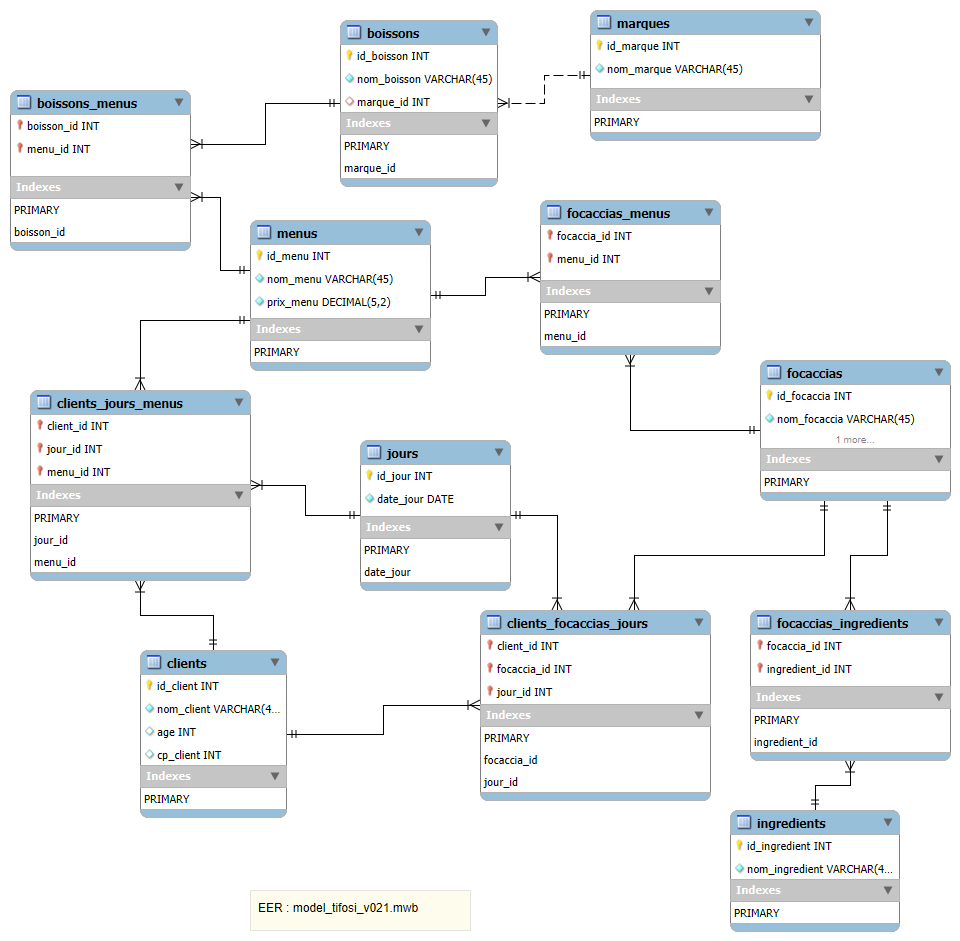 boissons
id_boisson INT
nom_boisson VARCHAR(45)
marque_id INT
Indexes
PRIMARY
marque_id
marques
id_marque INT
nom_marque VARCHAR(45)
Indexes
PRIMARY
boissons_menus
boisson_id INT
menu_id INT
Indexes
PRIMARY
boisson_id
menus
id_menu INT
nom_menu VARCHAR(45)
prix_menu DECIMAL(5,2)
Indexes
PRIMARY
focaccias_menus
focaccia_id INT
menu_id INT
Indexes
PRIMARY
menu_id
focaccias
id_focaccia INT
nom_focaccia VARCHAR(45)
1 more...
Indexes
PRIMARY
clients_jours_menus
client_id INT
jour_id INT
menu_id INT
Indexes
PRIMARY
jour_id
menu_id
jours
id_jour INT
date_jour DATE
Indexes
PRIMARY
date_jour
clients
id_client INT
nom_client VARCHAR(4...
age INT
cp_client INT
Indexes
PRIMARY
clients_focaccias_jours
client_id INT
focaccia_id INT
jour_id INT
Indexes
PRIMARY
focaccia_id
jour_id
focaccias_ingredients
focaccia_id INT
ingredient_id INT
Indexes
PRIMARY
ingredient_id
ingredients
id_ingredient INT
nom_ingredient VARCHAR(4...
Indexes
PRIMARY
EER : model_tifosi_v021.mwb